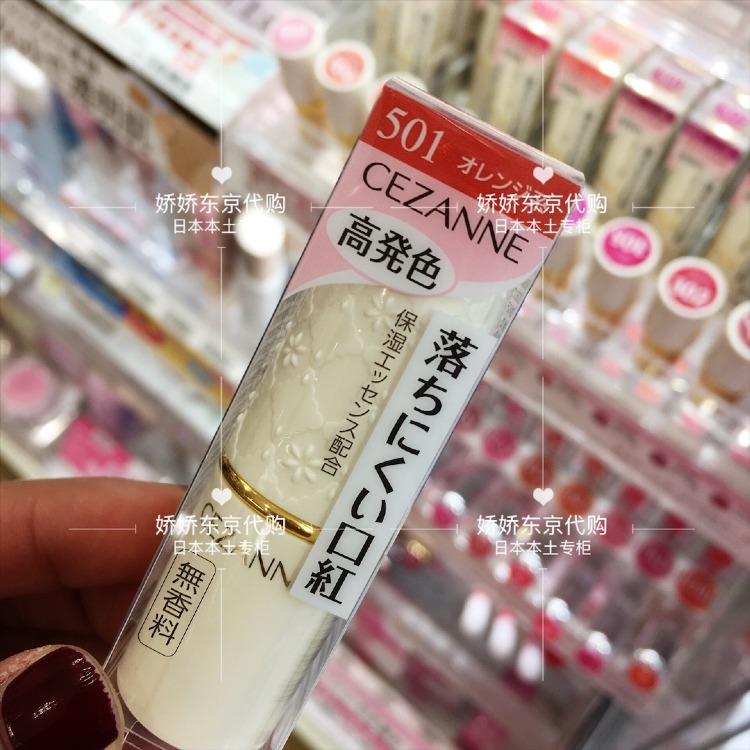 501 オレンジ系
CEZANNE
高発色
落ちにくい口紅
保湿エッセンス配合
無香料
娇娇东京代购
日本本土专柜
娇娇东京代购
日本本土专柜
娇娇东京代购
日本本土专柜
娇娇东京代购
日本本土专柜